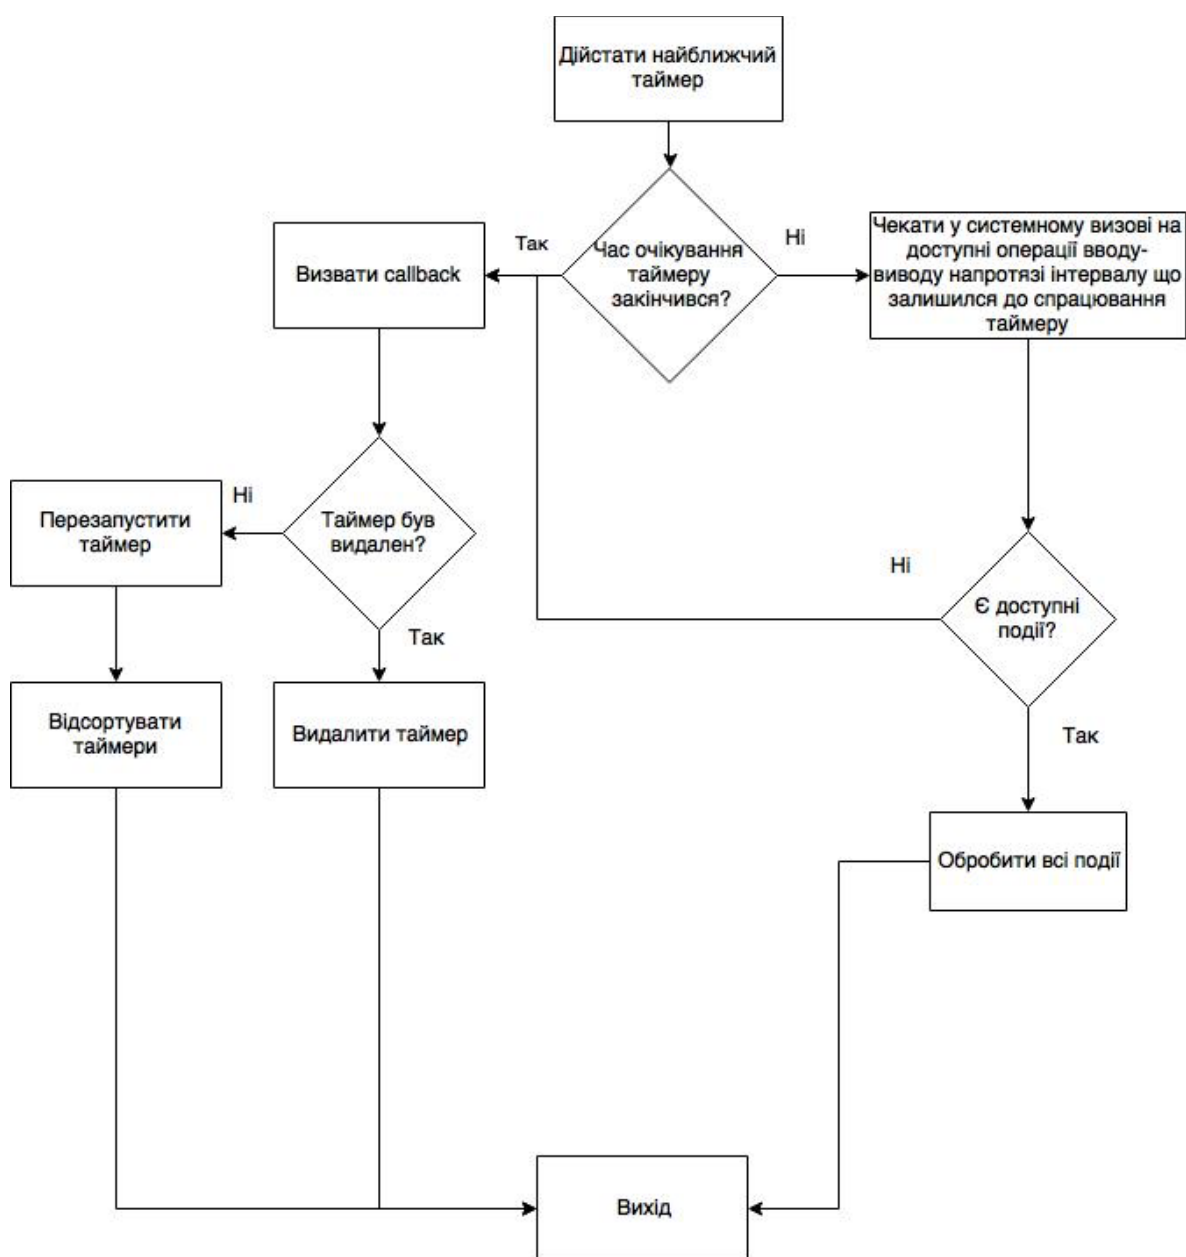 Дійстати найближчий
таймер
Час очікування
таймеру
закінчився?
Так
Ні
Визвати callback
Чекати у системному визові на
доступні операції вводу-
виводу напротязі інтервалу що
залишился до спрацювання
таймеру
Таймер був
видален?
Ні
Так
Перезапустити
таймер
Відсортувати
таймери
Видалити таймер
Є доступні
події?
Ні
Так
Обробити всі події
Вихід